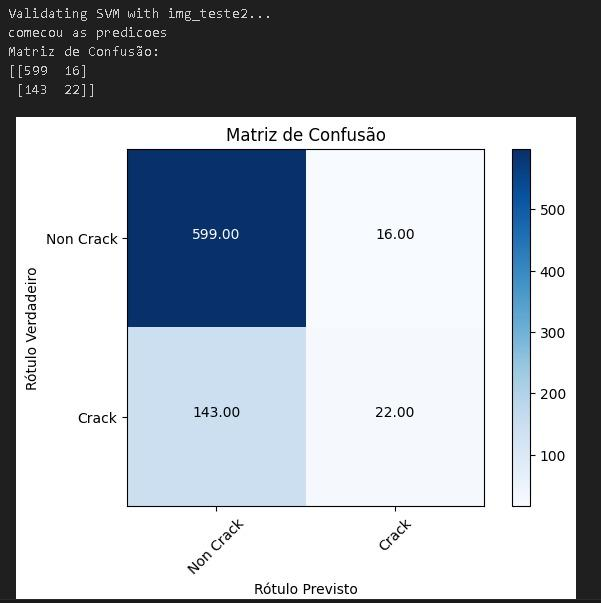 Validating SVM with img_teste2...
comecou as predicoes
Matriz de Confusão:
[[599 16]
[143 22]]
Matriz de Confusão
Non Crack
599.00
16.00
Crack
143.00
22.00
Rótulo Verdadeiro
500
400
300
200
100
Non Crack
Crack
Rótulo Previsto